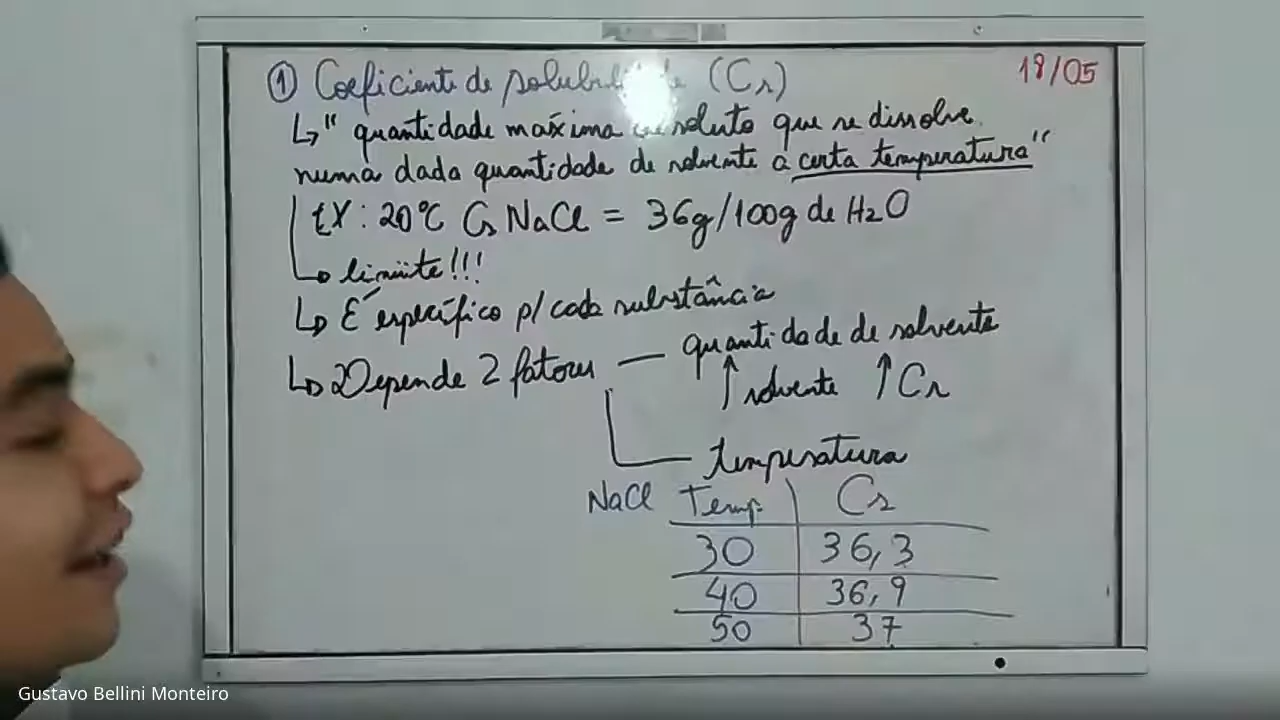 ① Coeficiente de solubilidade (Cs)
18/05
↳ "quantidade máxima de soluto que se dissolve
numa dada quantidade de solvente a certa temperatura"
EX: 20°C Cs NaCl = 36g/100g de H2O
↳ limite!!!
↳ É específico p/ cada substância
↳ Depende 2 fatores — quantidade de solvente
↑ solvente ↑ Cs
temperatura
NaCl Temp. Cs
30 36,3
40 36,9
50 37
Gustavo Bellini Monteiro